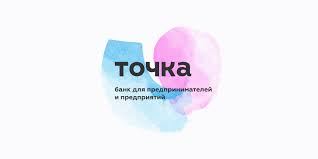 точка
банк для предпринимателей
и предприятий